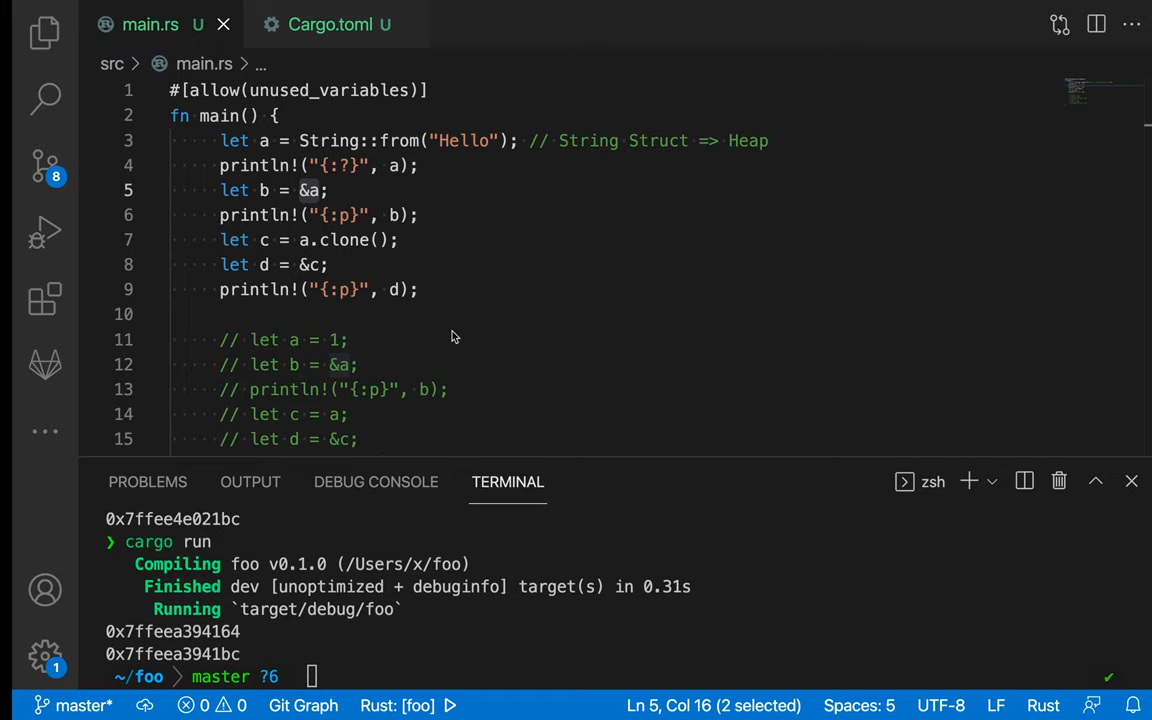 main.rs U Cargo.toml U
src > main.rs > ...
1 #[allow(unused_variables)]
2 fn main() {
3 let a = String::from("Hello"); // String Struct => Heap
4 println!("{:?}", a);
5 let b = &a;
6 println!("{:p}", b);
7 let c = a.clone();
8 let d = &c;
9 println!("{:p}", d);
10
11 // let a = 1;
12 // let b = &a;
13 // println!("{:p}", b);
14 // let c = a;
15 // let d = &c;
8
PROBLEMS OUTPUT DEBUG CONSOLE TERMINAL zsh
0x7ffee4e021bc
❯ cargo run
Compiling foo v0.1.0 (/Users/x/foo)
Finished dev [unoptimized + debuginfo] target(s) in 0.31s
Running `target/debug/foo`
0x7ffeea394164
0x7ffeea3941bc
~/foo master ?6
1
master* 0 0 Git Graph Rust: [foo] Ln 5, Col 16 (2 selected) Spaces: 5 UTF-8 LF Rust